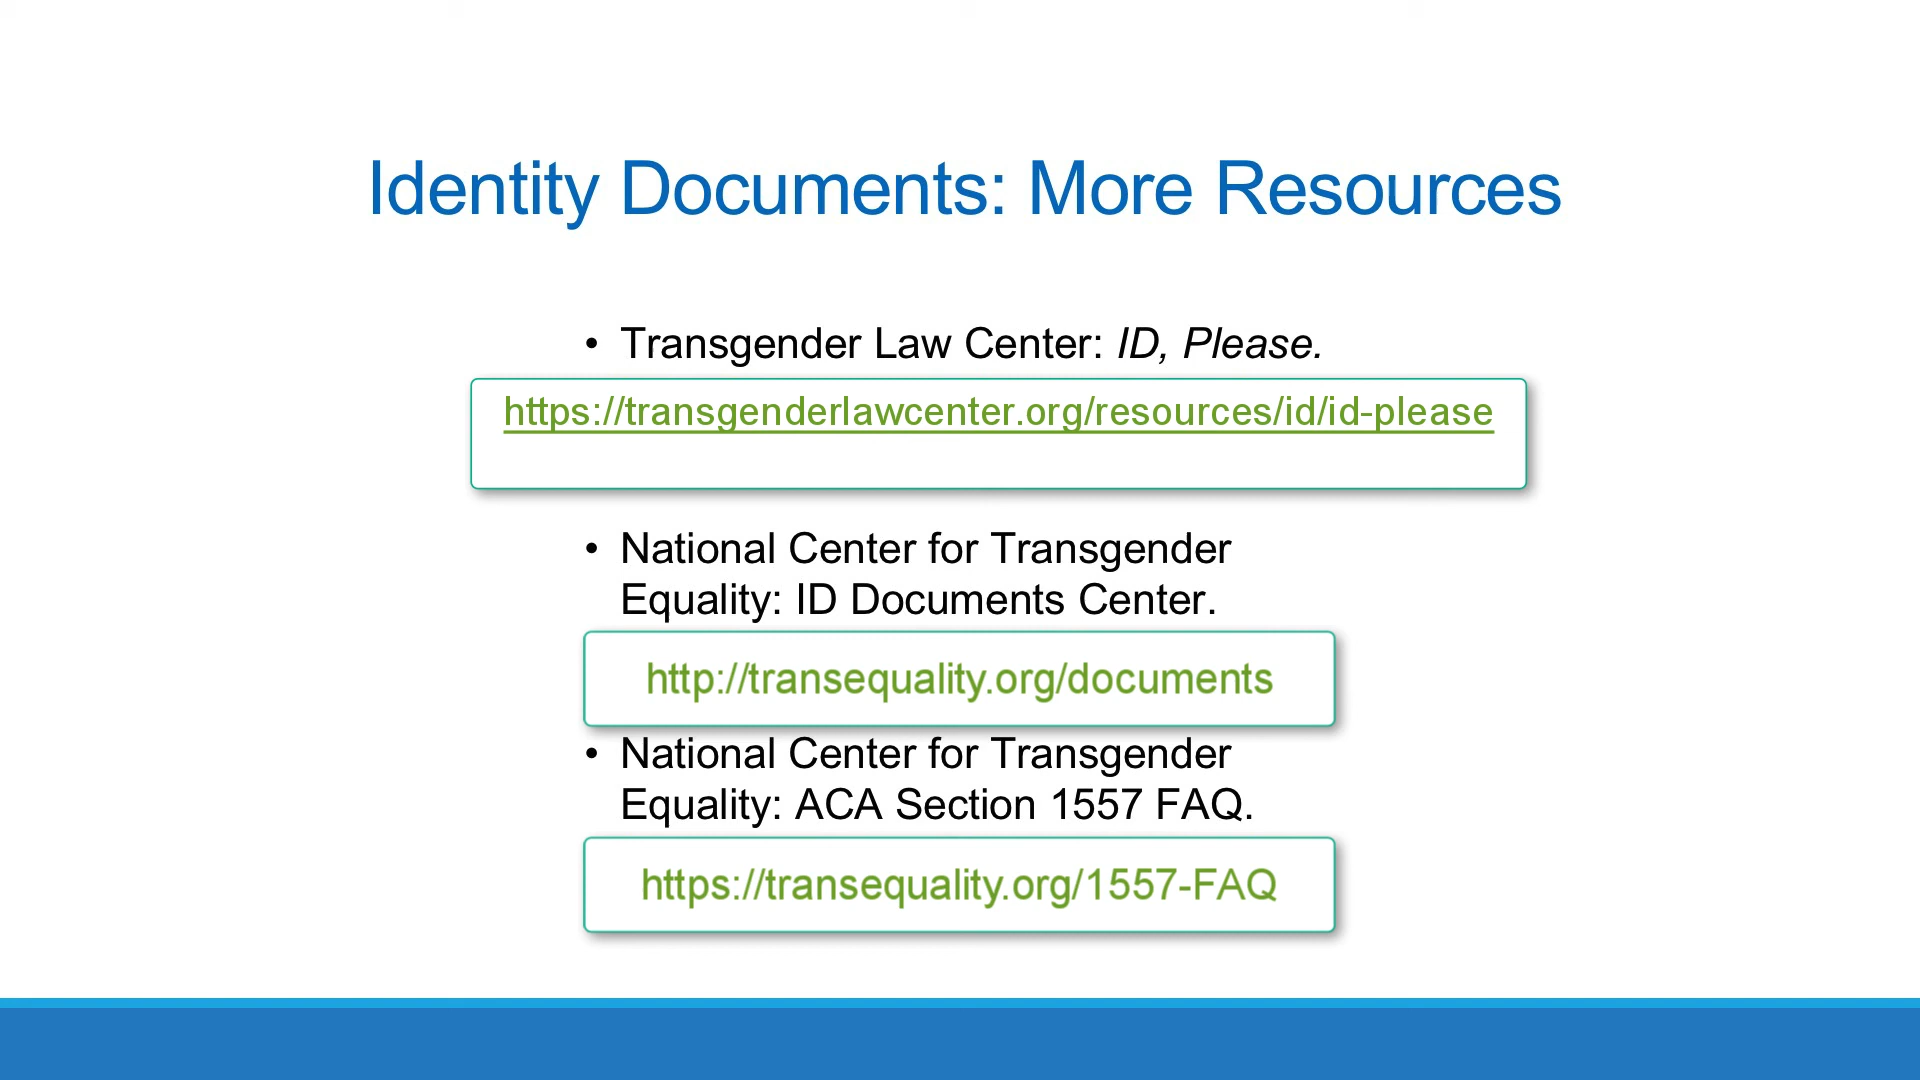 Identity Documents: More Resources
• Transgender Law Center: ID, Please.
https://transgenderlawcenter.org/resources/id/id-please
• National Center for Transgender
Equality: ID Documents Center.
http://transequality.org/documents
• National Center for Transgender
Equality: ACA Section 1557 FAQ.
https://transequality.org/1557-FAQ